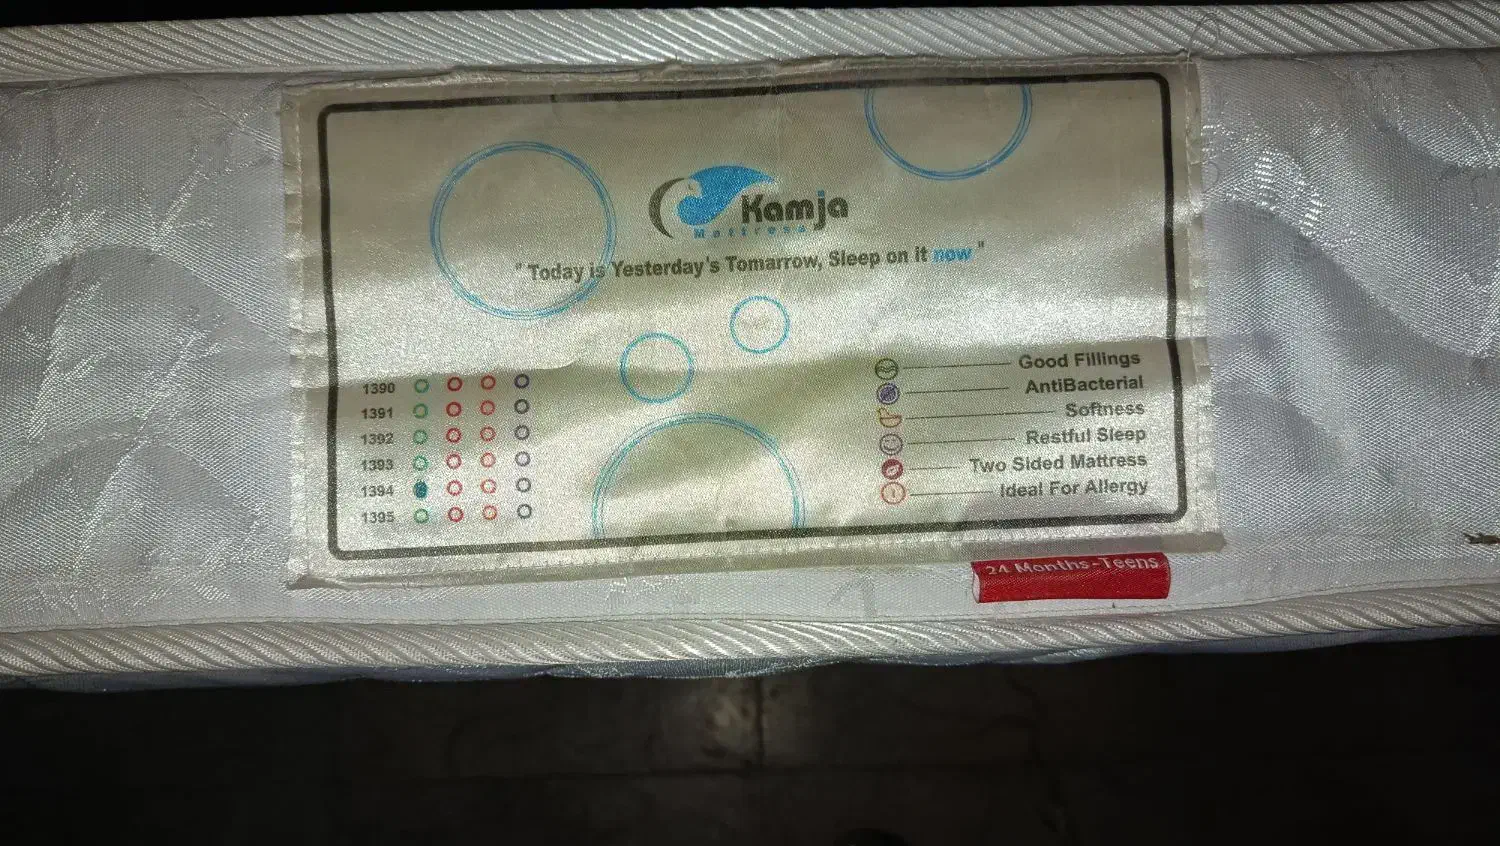 Kamja
Mattress
" Today is Yesterday's Tomarrow, Sleep on it now "
1390
1391
1392
1393
1394
1395
Good Fillings
AntiBacterial
Softness
Restful Sleep
Two Sided Mattress
Ideal For Allergy
24 Months-Teens